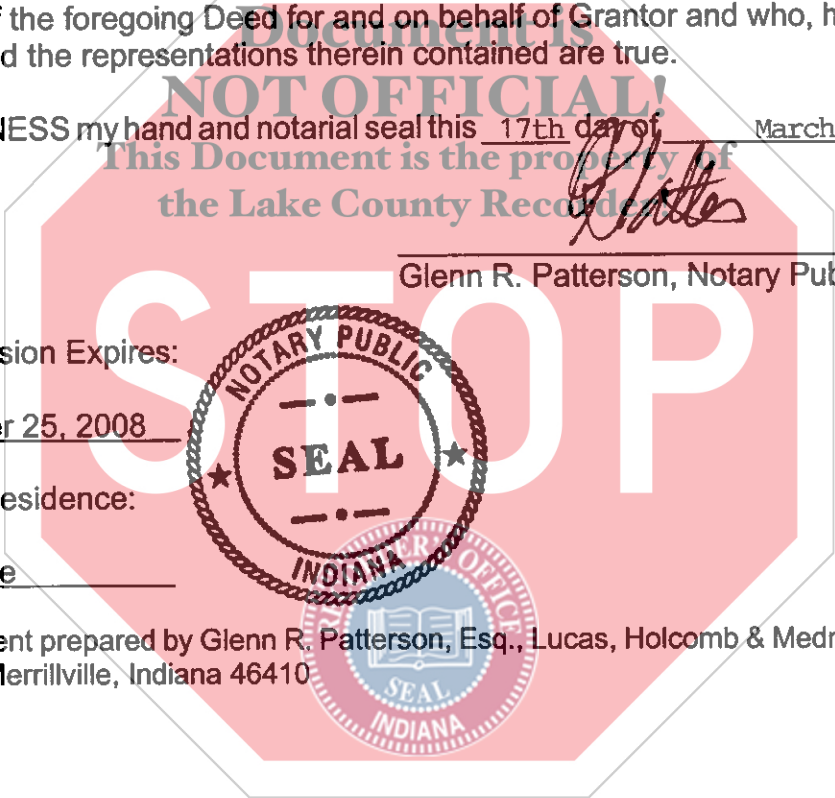 f the foregoing Deed for and on behalf of Grantor and who, h
Document is
d the representations therein contained are true.
NOT OFFICIAL!
NESS my hand and notarial seal this 17th day of March
This Document is the property of
the Lake County Recorder!
Glenn R. Patterson, Notary Pub
STOP
sion Expires:
r 25, 2008
NOTARY PUBLIC
SEAL
INDIANA
esidence:
e
ent prepared by Glenn R. Patterson, Esq., Lucas, Holcomb & Medr
Merrillville, Indiana 46410
RECORDER'S OFFICE
SEAL
INDIANA